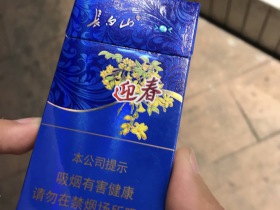 长白山
迎春
本公司提示
吸烟有害健康
请勿在禁烟场所